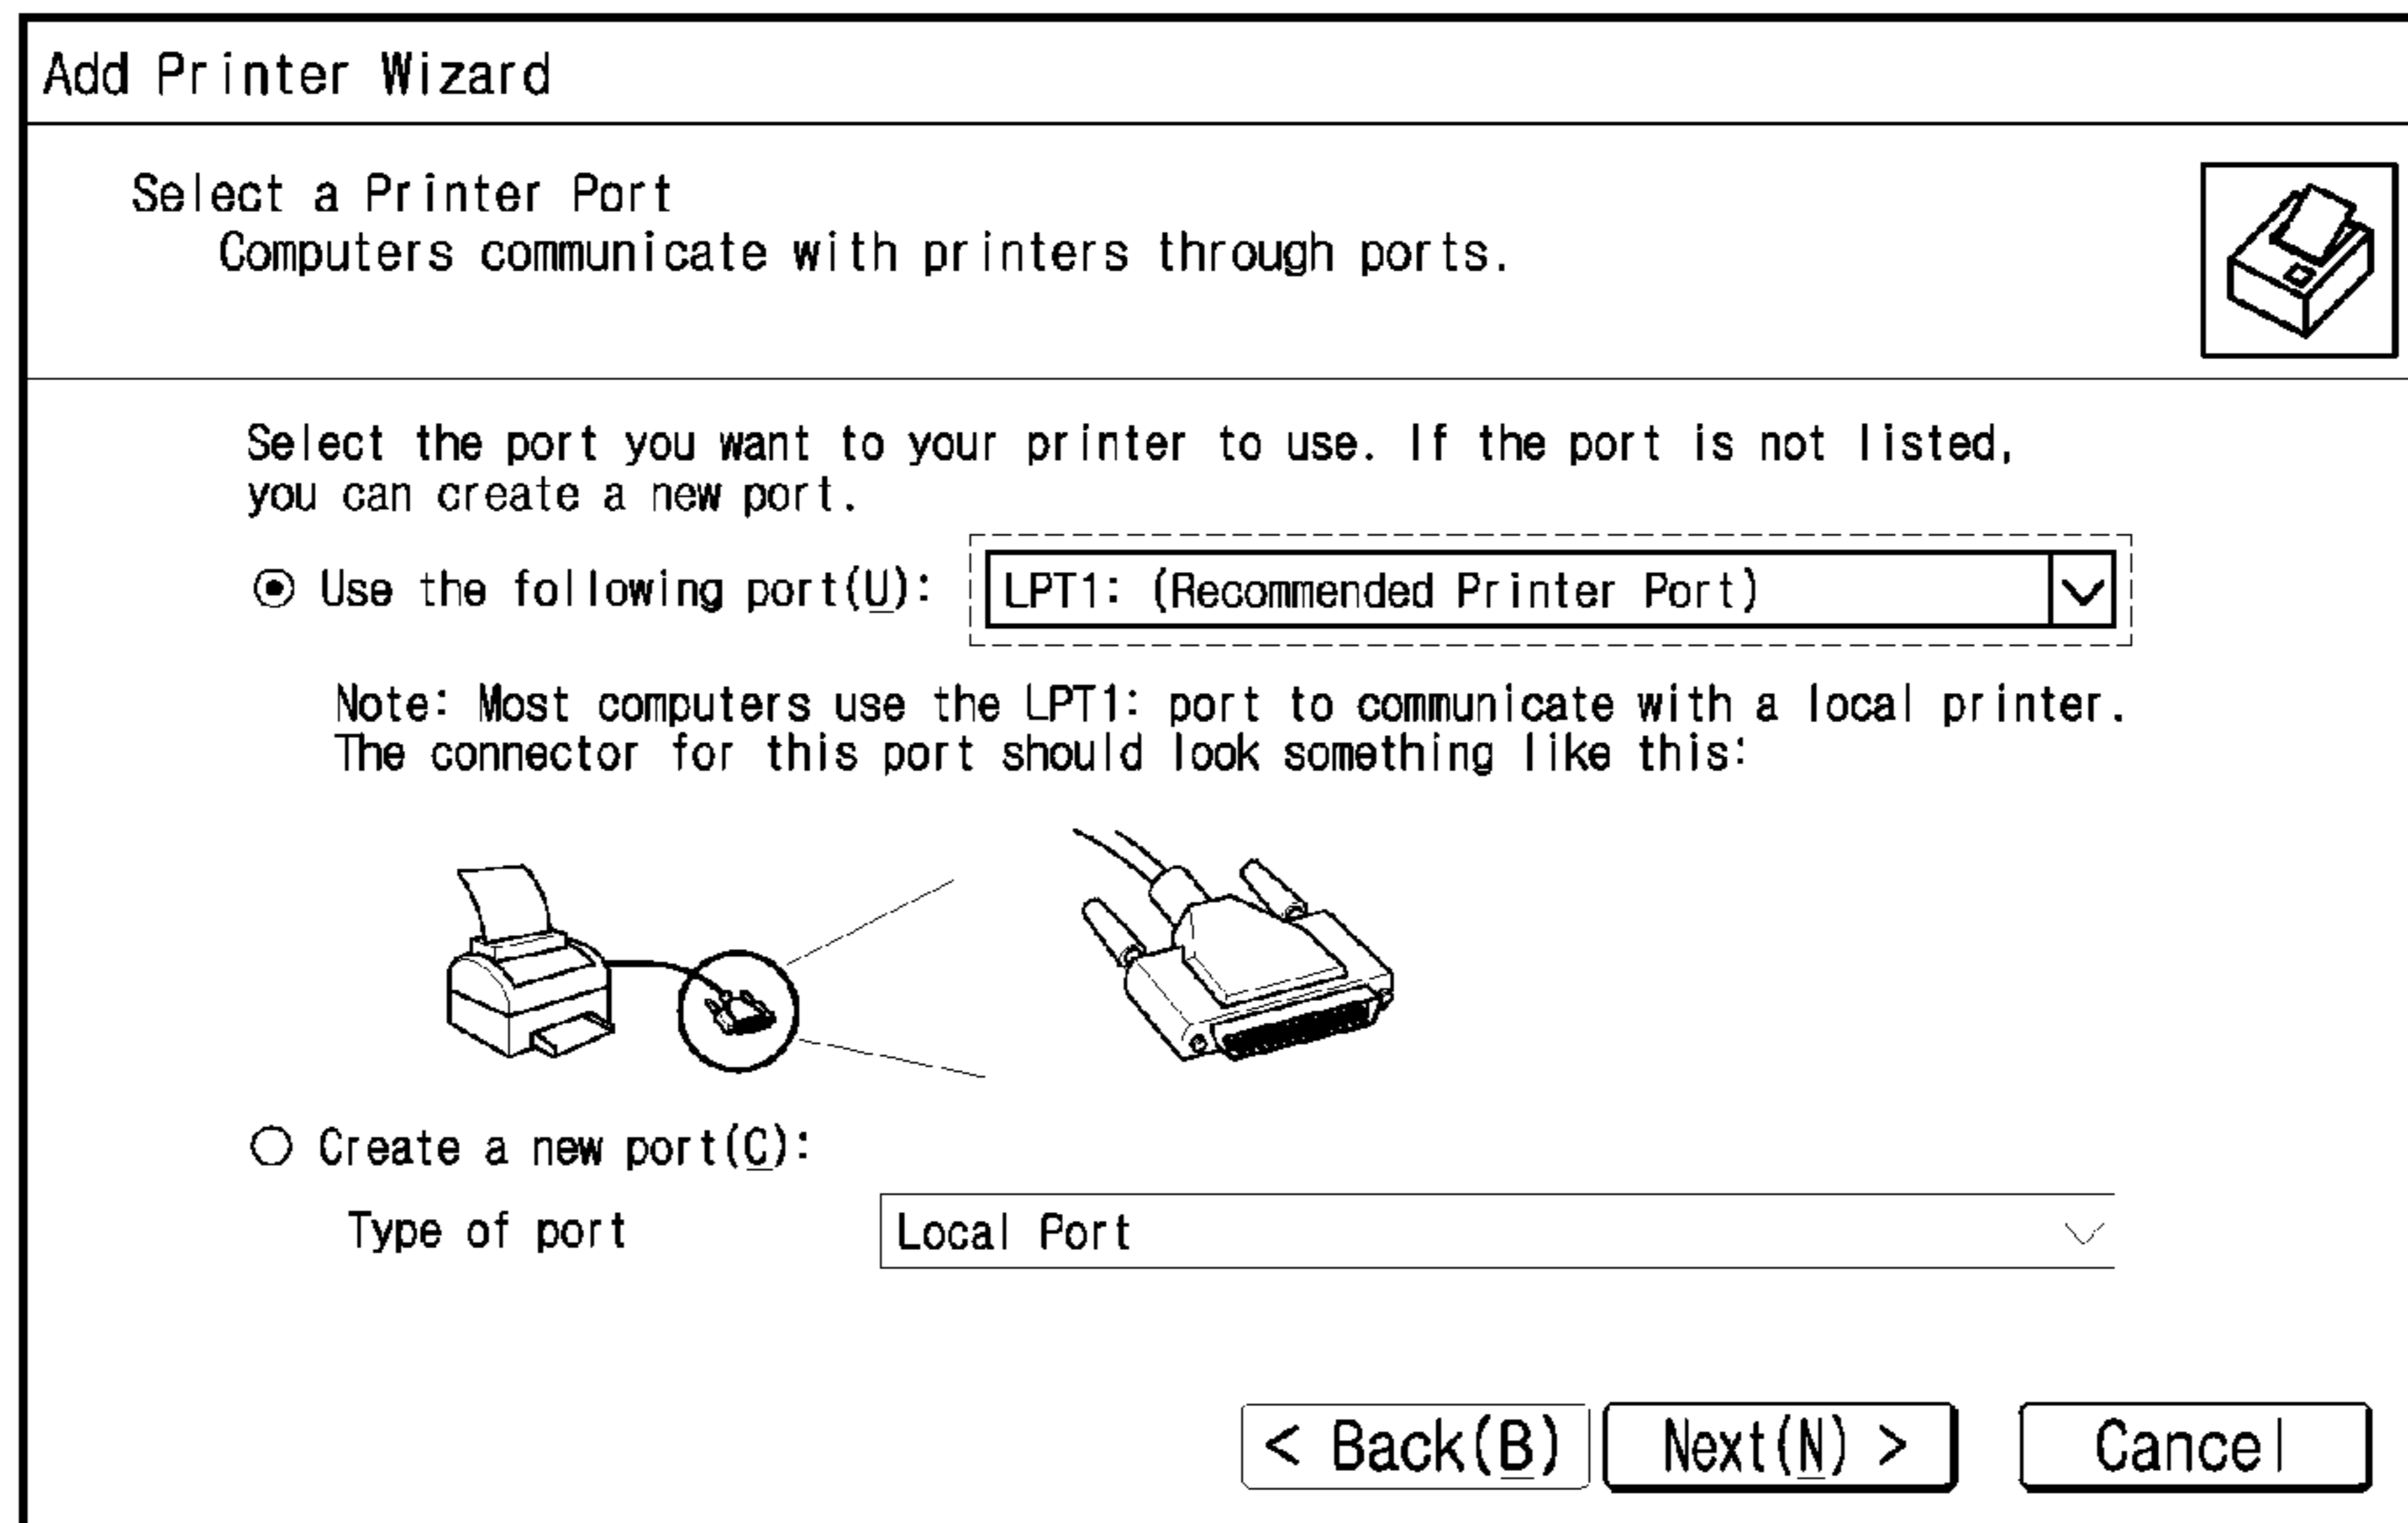 Add Printer Wizard
Select a Printer Port
Computers communicate with printers through ports.
Select the port you want to your printer to use. If the port is not listed,
you can create a new port.
Use the following port(U): LPT1: (Recommended Printer Port)
Note: Most computers use the LPT1: port to communicate with a local printer.
The connector for this port should look something like this:
Create a new port(C):
Type of port Local Port
< Back(B) Next(N) > Cancel